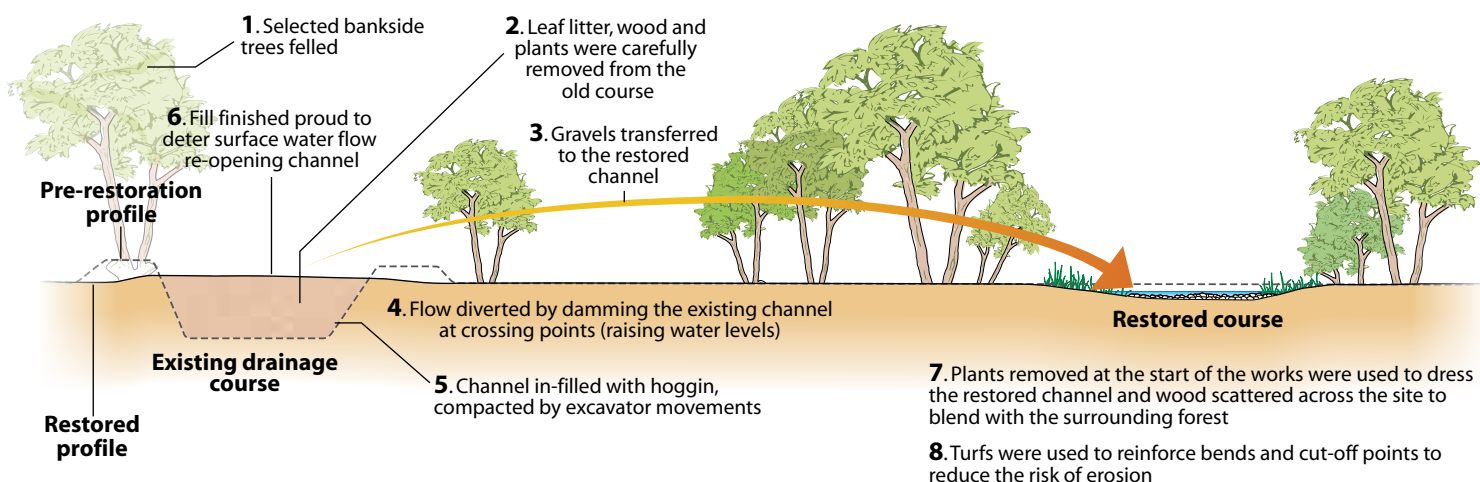 1. Selected bankside
trees felled
2. Leaf litter, wood and
plants were carefully
removed from the
old course
6. Fill finished proud to
deter surface water flow
re-opening channel
3. Gravels transferred
to the restored
channel
Pre-restoration
profile
4. Flow diverted by damming the existing channel
at crossing points (raising water levels)
Restored course
Existing drainage
course
5. Channel in-filled with hoggin,
compacted by excavator movements
Restored
profile
7. Plants removed at the start of the works were used to dress
the restored channel and wood scattered across the site to
blend with the surrounding forest
8. Turfs were used to reinforce bends and cut-off points to
reduce the risk of erosion